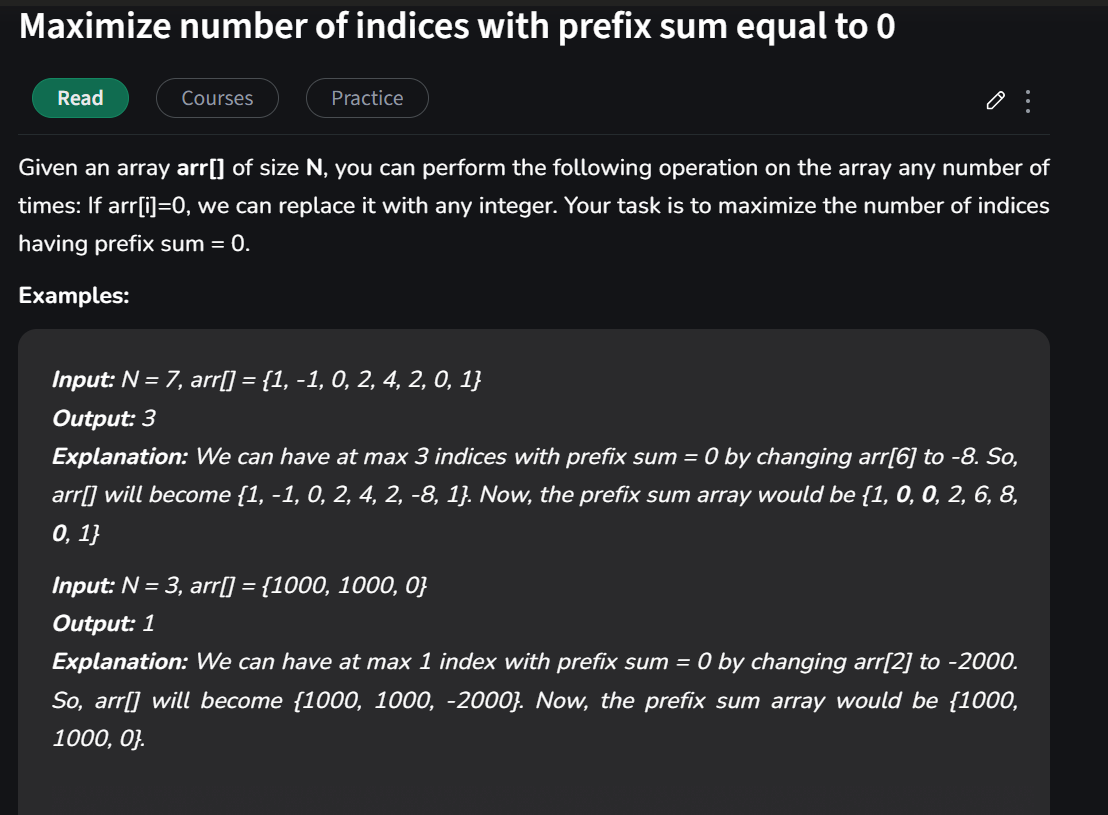 Maximize number of indices with prefix sum equal to 0
Read Courses Practice
Given an array arr[] of size N, you can perform the following operation on the array any number of
times: If arr[i]=0, we can replace it with any integer. Your task is to maximize the number of indices
having prefix sum = 0.
Examples:
Input: N = 7, arr[] = {1, -1, 0, 2, 4, 2, 0, 1}
Output: 3
Explanation: We can have at max 3 indices with prefix sum = 0 by changing arr[6] to -8. So,
arr[] will become {1, -1, 0, 2, 4, 2, -8, 1}. Now, the prefix sum array would be {1, 0, 0, 2, 6, 8,
0, 1}
Input: N = 3, arr[] = {1000, 1000, 0}
Output: 1
Explanation: We can have at max 1 index with prefix sum = 0 by changing arr[2] to -2000.
So, arr[] will become {1000, 1000, -2000}. Now, the prefix sum array would be {1000,
1000, 0}.